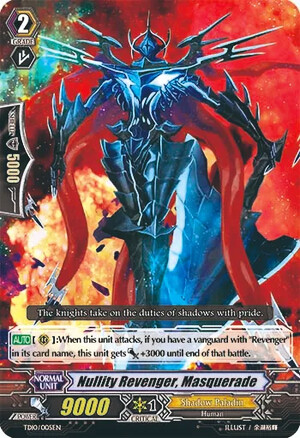 2
GRADE
SHIELD
5000
The knights take on the duties of shadows with pride.
AUTO
:When this unit attacks, if you have a vanguard with "Revenger"
in its card name, this unit gets +3000 until end of that battle.
NORMAL
UNIT
Nullity Revenger, Masquerade
POWER
9000
1
CRITICAL
Shadow Paladin
Human
TD10/005EN
ILLUST /